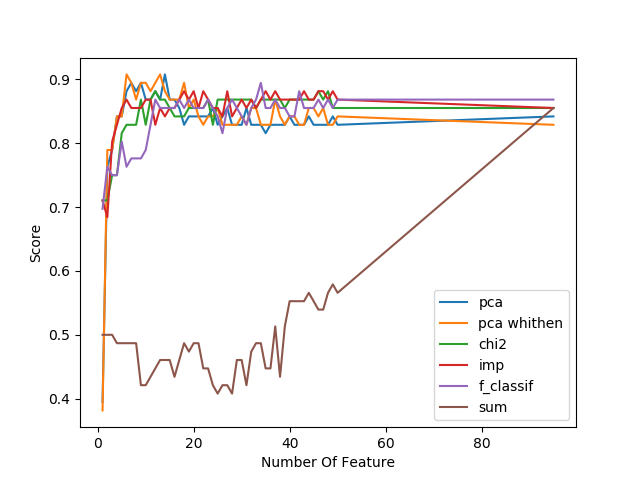 0.9
0.8
0.7
0.6
0.5
0.4
Score
0 20 40 60 80
Number Of Feature
pca
pca whithen
chi2
imp
f_classif
sum